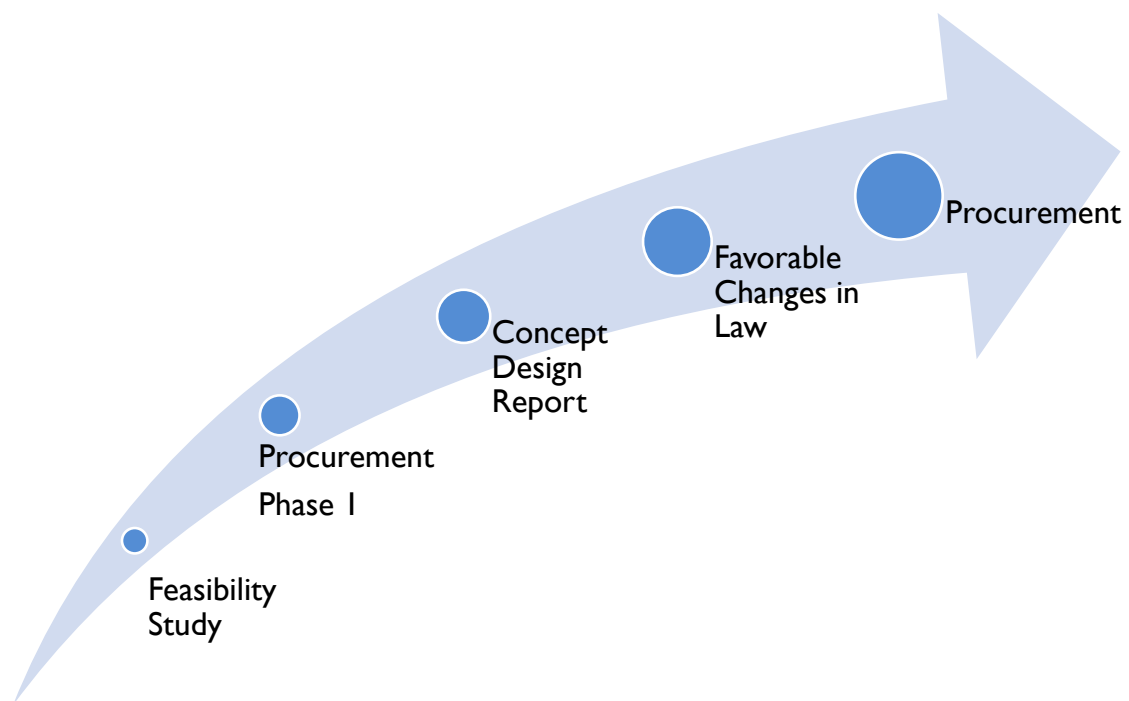 Feasibility
Study
Procurement
Phase 1
Concept
Design
Report
Favorable
Changes in
Law
Procurement